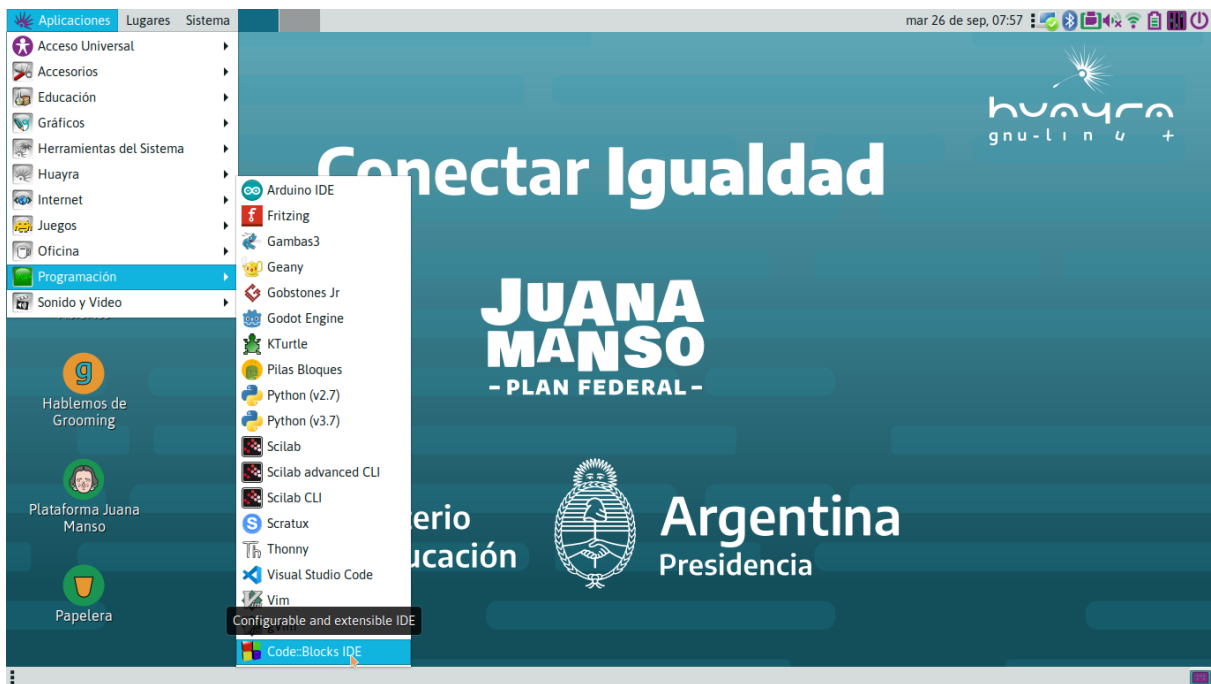 Aplicaciones Lugares Sistema
mar 26 de sep, 07:57
Acceso Universal
Accesorios
Educación
Gráficos
Herramientas del Sistema
Huayra
Internet
Juegos
Oficina
Programación
Sonido y Video
Arduino IDE
Fritzing
Gambas3
Geany
Gobstones Jr
Godot Engine
KTurtle
Pilas Bloques
Python (v2.7)
Python (v3.7)
Scilab
Scilab advanced CLI
Scilab CLI
Scratux
Thonny
Visual Studio Code
Vim
Configurable and extensible IDE
Code::Blocks IDE
Hablemos de
Grooming
Plataforma Juana
Manso
Papelera
huayra
gnu-linux +
Conectar Igualdad
JUANA
MANSO
- PLAN FEDERAL -
terio
ucación
Argentina
Presidencia